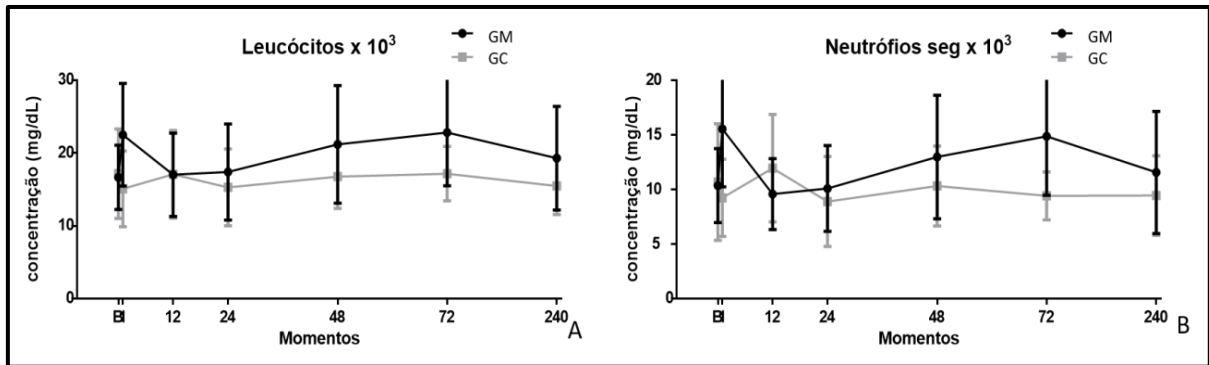 Leucócitos x 10³
GM
GC
concentração (mg/dL)
30
20
10
0
BI
12
24
48
72
240
Momentos
A
Neutrófios seg x 10³
GM
GC
concentração (mg/dL)
20
15
10
5
0
BI
12
24
48
72
240
Momentos
B